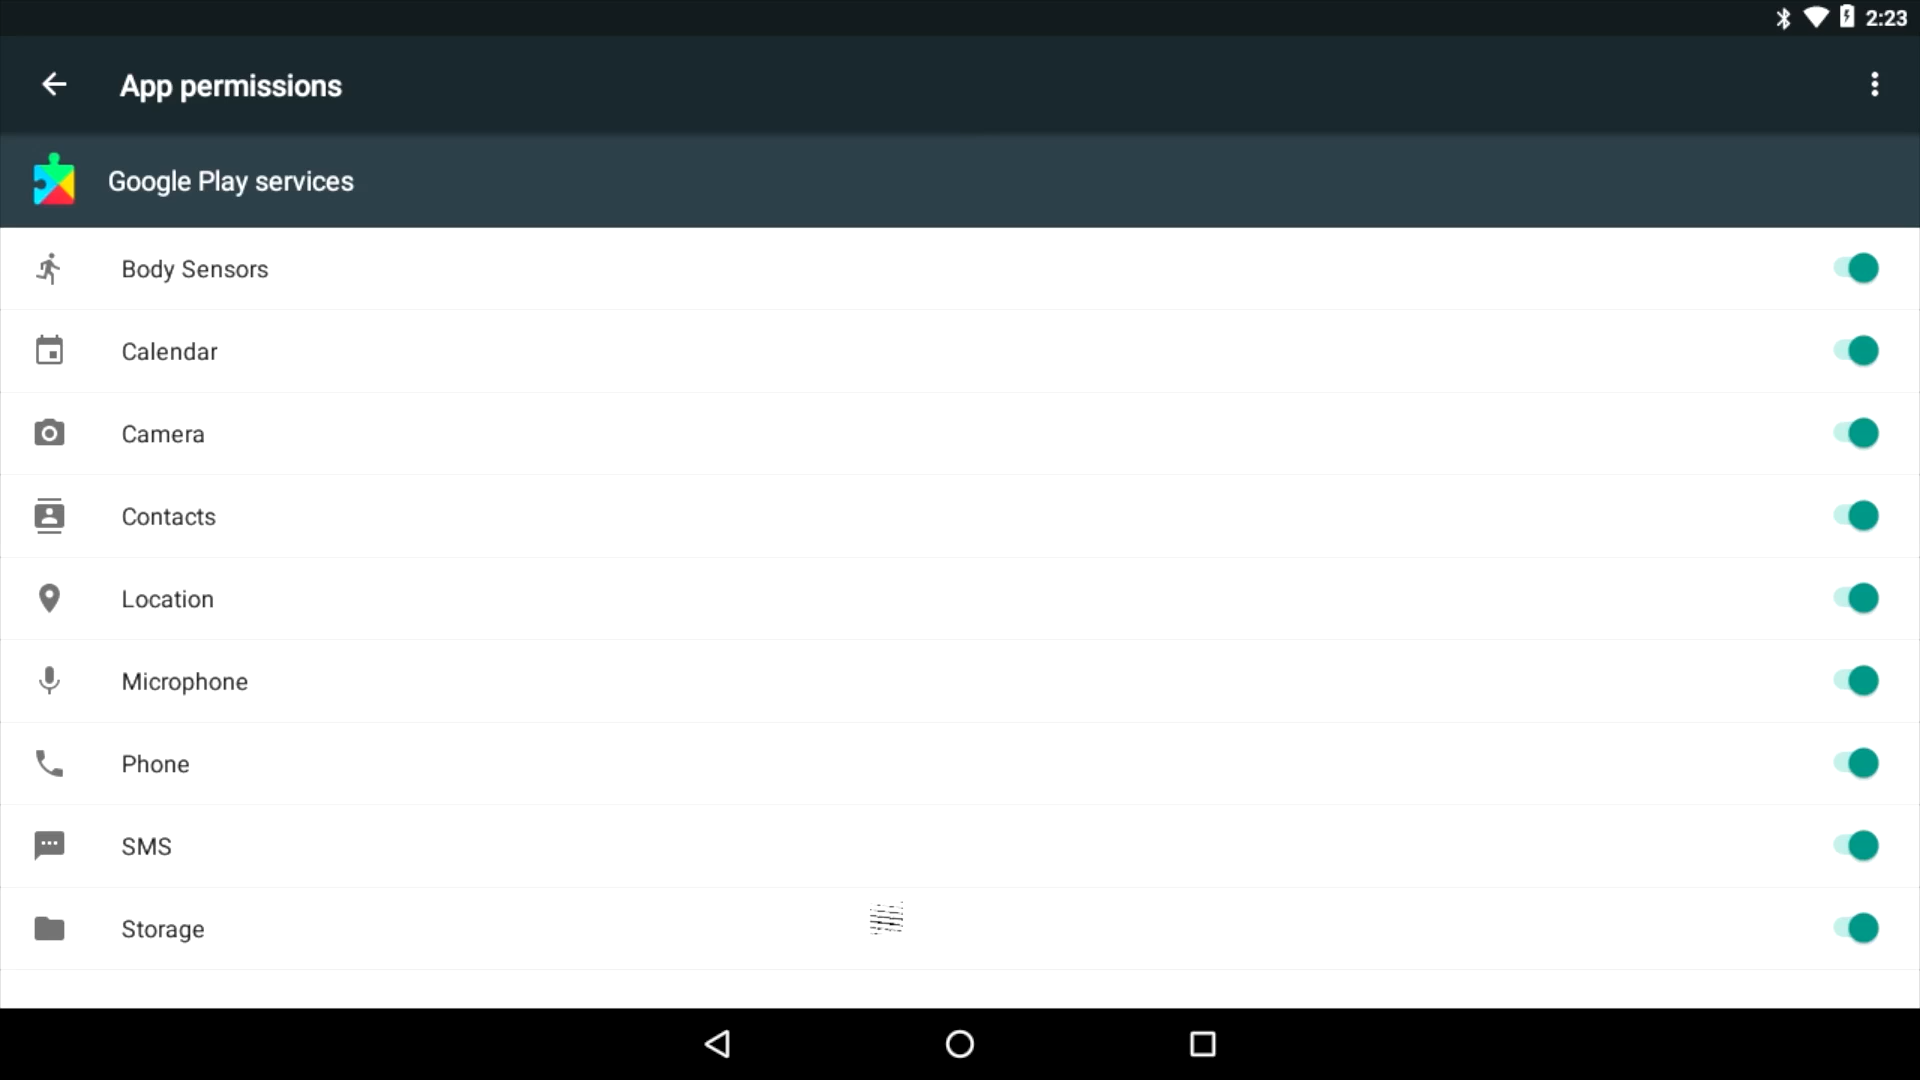 2:23
App permissions
Google Play services
Body Sensors
Calendar
Camera
Contacts
Location
Microphone
Phone
SMS
Storage